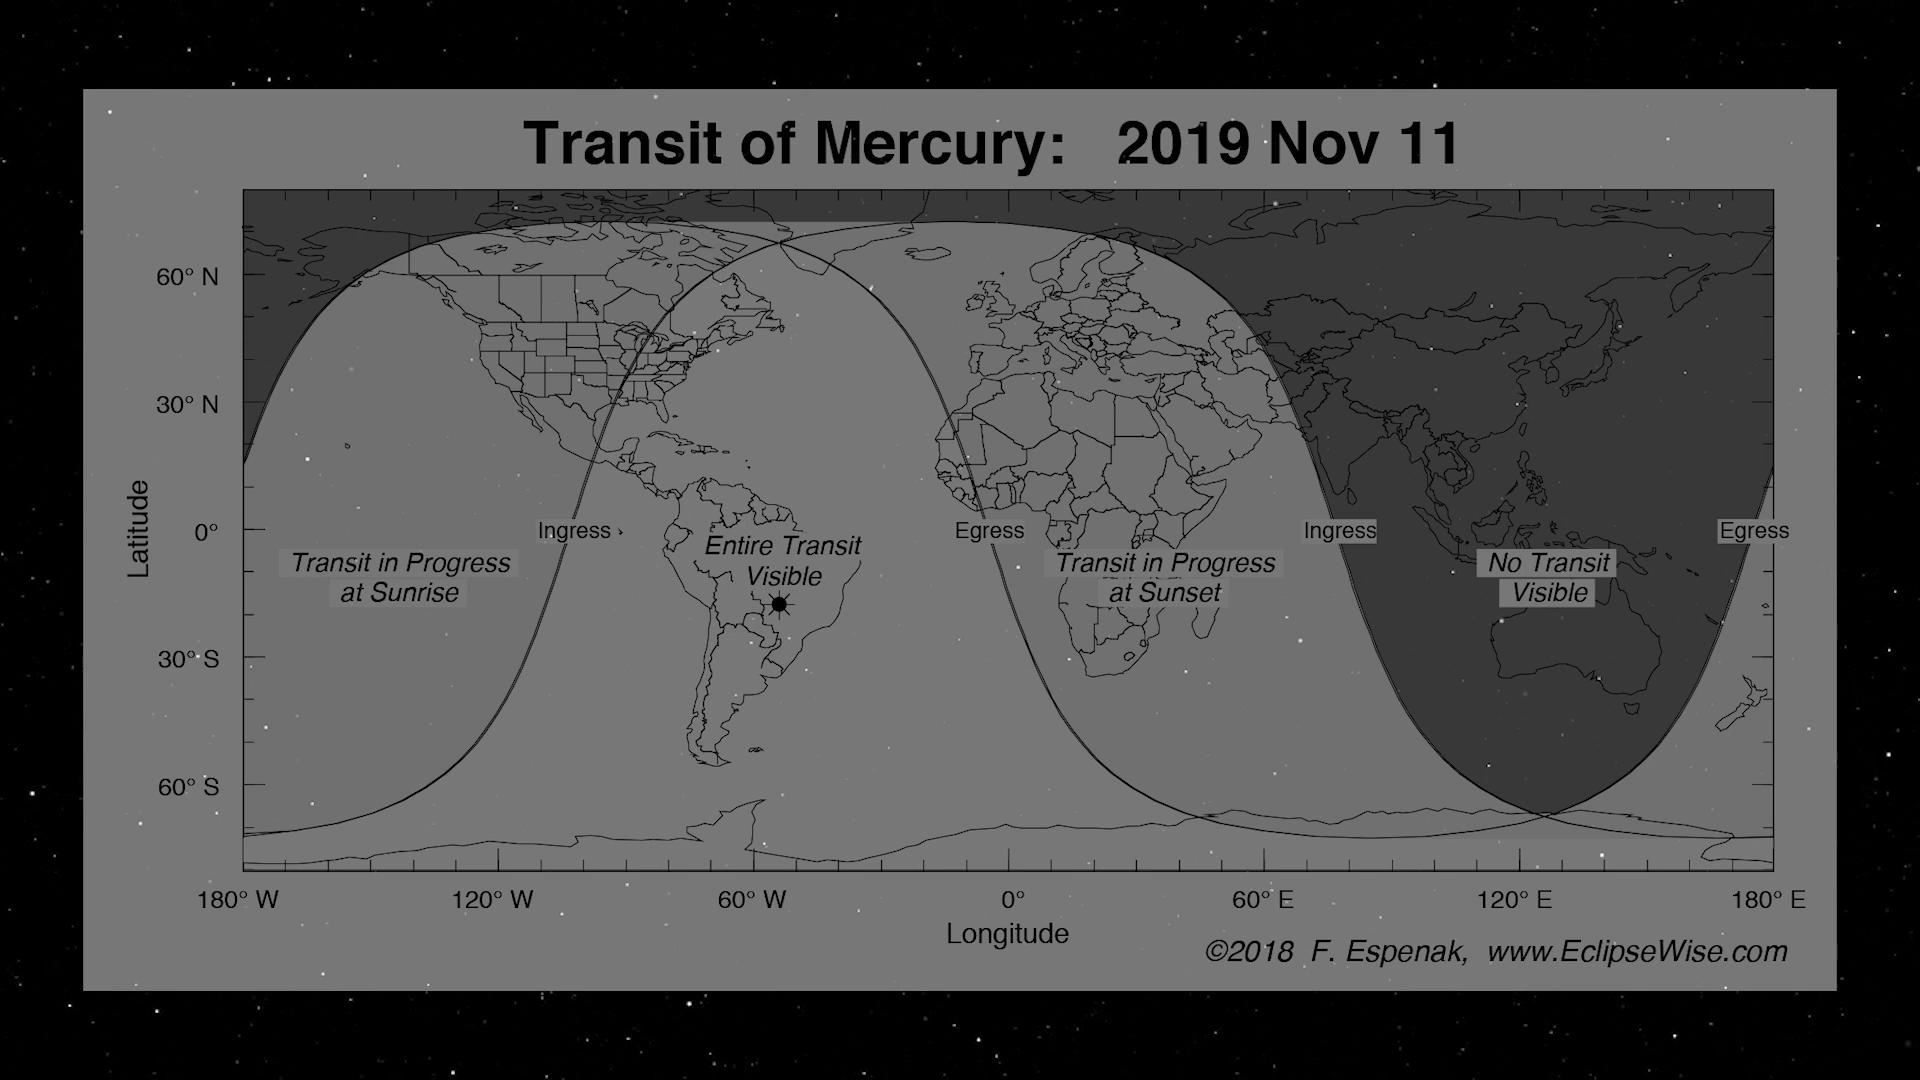 Transit of Mercury: 2019 Nov 11
60° N
30° N
Latitude
0°
30° S
60° S
Ingress
Egress
Ingress
Egress
Transit in Progress
at Sunrise
Entire Transit
Visible
Transit in Progress
at Sunset
No Transit
Visible
180° W 120° W 60° W 0° 60° E 120° E 180° E
Longitude
©2018 F. Espenak, www.EclipseWise.com